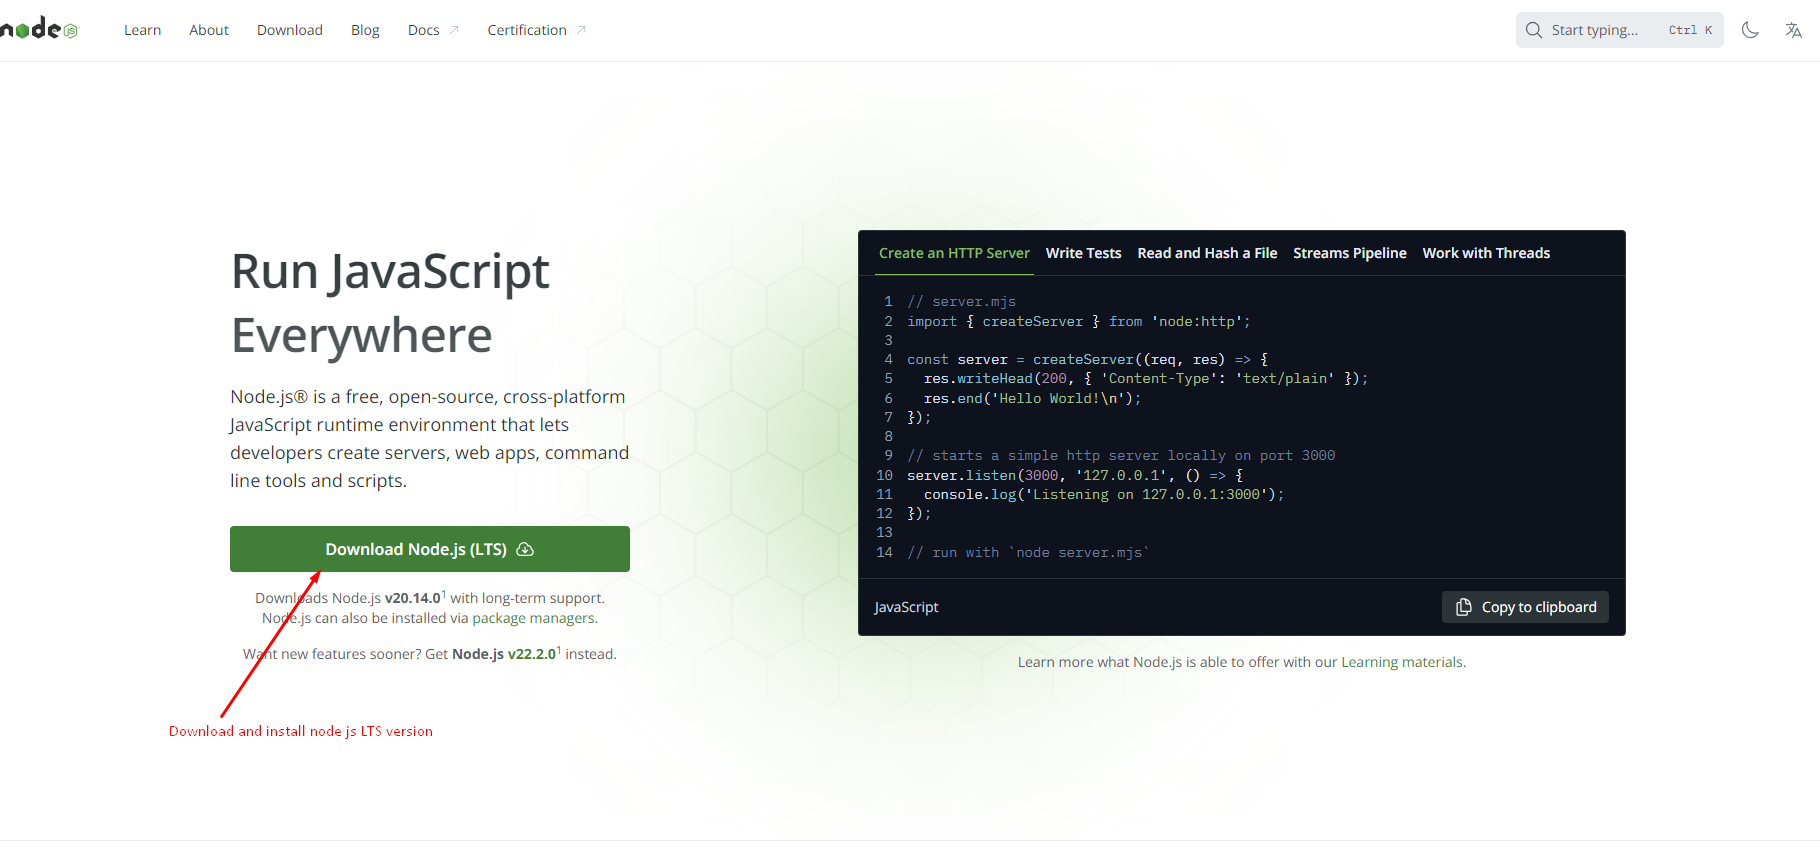 node JS
Learn
About
Download
Blog
Docs
Certification
Start typing...
Ctrl K
Run JavaScript
Everywhere
Node.js® is a free, open-source, cross-platform
JavaScript runtime environment that lets
developers create servers, web apps, command
line tools and scripts.
Download Node.js (LTS)
Downloads Node.js v20.14.0¹ with long-term support.
Node.js can also be installed via package managers.
Want new features sooner? Get Node.js v22.2.0¹ instead.
Download and install node js LTS version
Create an HTTP Server
Write Tests
Read and Hash a File
Streams Pipeline
Work with Threads
1 // server.mjs
2 import { createServer } from 'node:http';
3
4 const server = createServer((req, res) => {
5   res.writeHead(200, { 'Content-Type': 'text/plain' });
6   res.end('Hello World!\n');
7 });
8
9 // starts a simple http server locally on port 3000
10 server.listen(3000, '127.0.0.1', () => {
11   console.log('Listening on 127.0.0.1:3000');
12 });
13
14 // run with `node server.mjs`
JavaScript
Copy to clipboard
Learn more what Node.js is able to offer with our Learning materials.